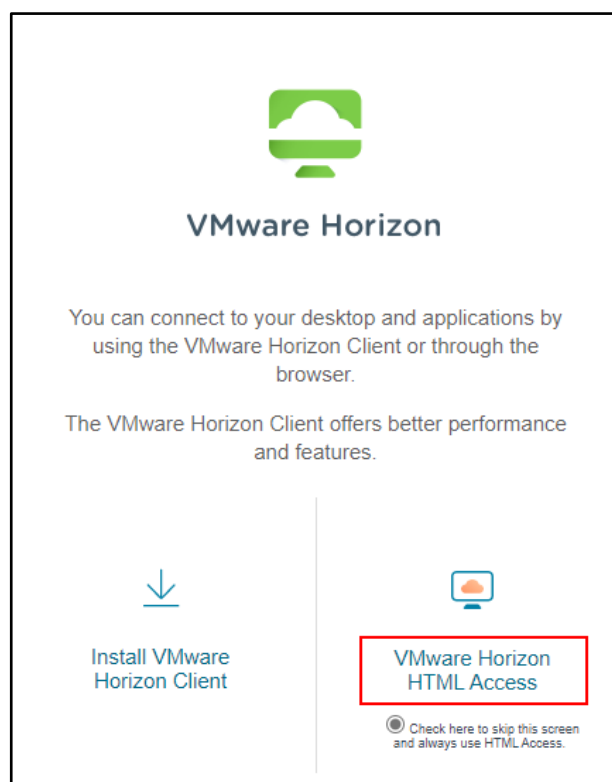 VMware Horizon
You can connect to your desktop and applications by
using the VMware Horizon Client or through the
browser.
The VMware Horizon Client offers better performance
and features.
Install VMware
Horizon Client
VMware Horizon
HTML Access
Check here to skip this screen
and always use HTML Access.